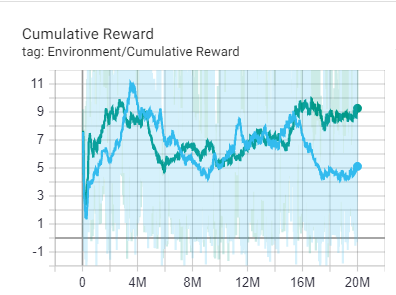 Cumulative Reward
tag: Environment/Cumulative Reward
11
9
7
5
3
1
-1
0 4M 8M 12M 16M 20M